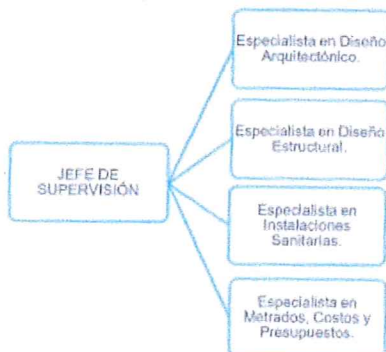 Especialista en Diseño
Arquitectónico.
Especialista en Diseño
Estructural.
JEFE DE
SUPERVISIÓN
Especialista en
Instalaciones
Sanitarias.
Especialista en
Metrados, Costos y
Presupuestos.